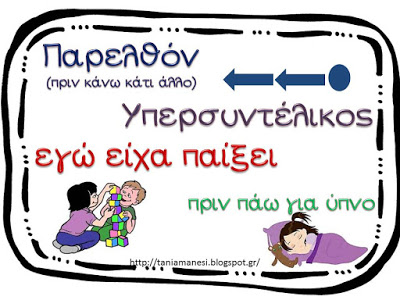 Παρελθόν
(πριν κάνω κάτι άλλο)
Υπερσυντέλικος
εγώ είχα παίξει
πριν πάω για ύπνο
http://taniamanesi.blogspot.gr/